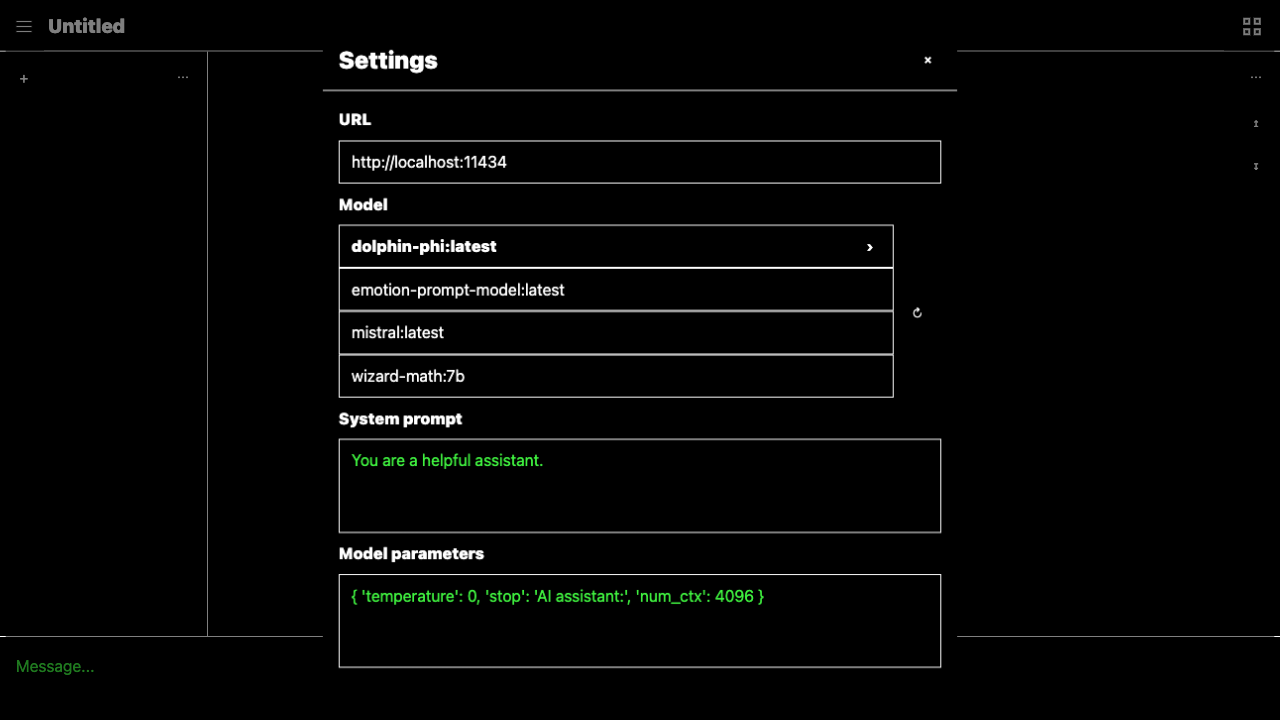 Untitled
Settings
URL
http://localhost:11434
Model
dolphin-phi:latest
emotion-prompt-model:latest
mistral:latest
wizard-math:7b
System prompt
You are a helpful assistant.
Model parameters
{ 'temperature': 0, 'stop': 'AI assistant:', 'num_ctx': 4096 }
Message...